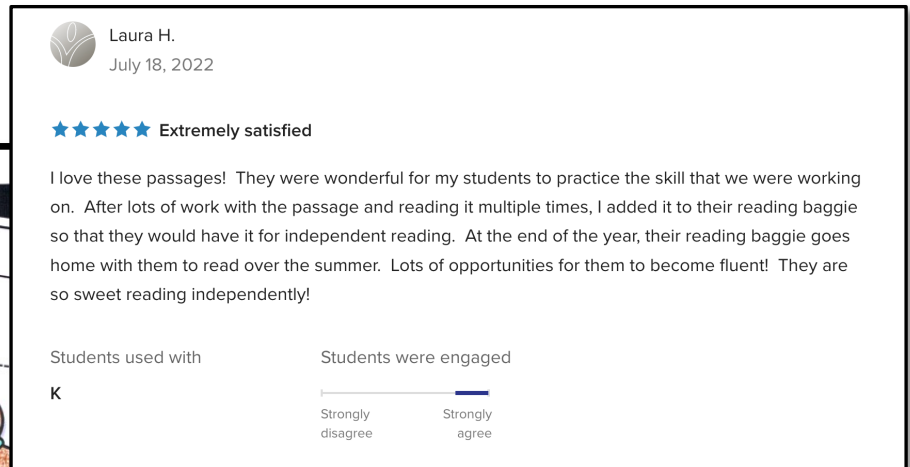 Laura H.
July 18, 2022
Extremely satisfied
I love these passages!  They were wonderful for my students to practice the skill that we were working
on.  After lots of work with the passage and reading it multiple times, I added it to their reading baggie
so that they would have it for independent reading.  At the end of the year, their reading baggie goes
home with them to read over the summer.  Lots of opportunities for them to become fluent!  They are
so sweet reading independently!
Students used with
K
Students were engaged
Strongly
disagree
Strongly
agree